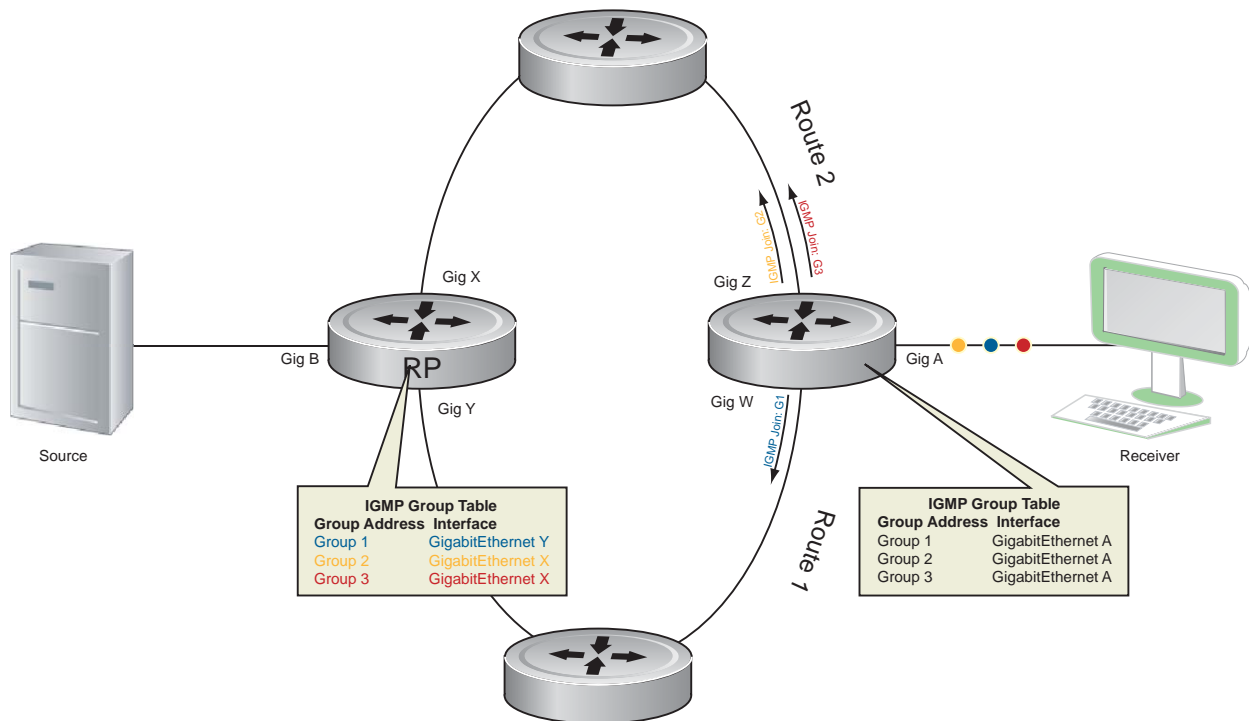 Route 2
IGMP Join: G2
IGMP Join: G3
Gig X
Gig Z
Gig B
RP
Gig A
Gig Y
Gig W
IGMP Join: G1
Source
Receiver
IGMP Group Table
Group Address Interface
Group 1 GigabitEthernet Y
Group 2 GigabitEthernet X
Group 3 GigabitEthernet X
Route 1
IGMP Group Table
Group Address Interface
Group 1 GigabitEthernet A
Group 2 GigabitEthernet A
Group 3 GigabitEthernet A